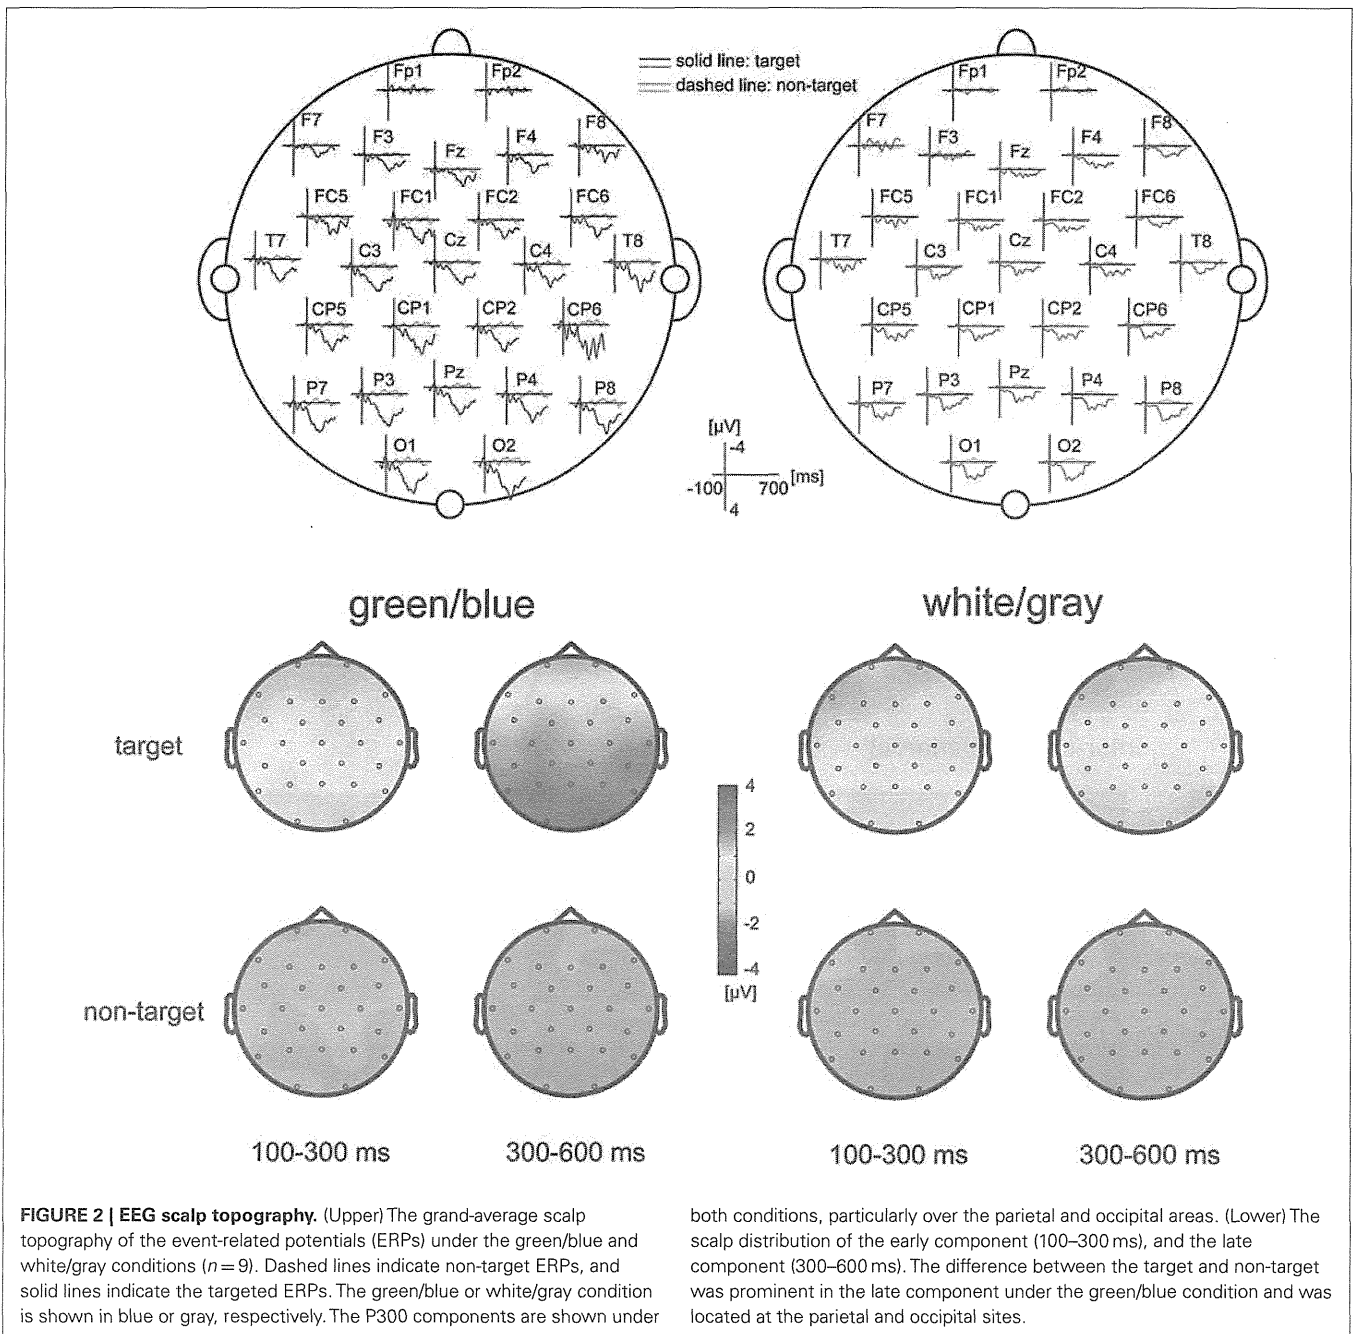 Fp1
Fp2
F7
F3
Fz
F4
F8
FC5
FC1
FC2
FC6
T7
C3
Cz
C4
T8
CP5
CP1
CP2
CP6
P7
P3
Pz
P4
P8
O1
O2
solid line: target
dashed line: non-target
Fp1
Fp2
F7
F3
Fz
F4
F8
FC5
FC1
FC2
FC6
T7
C3
Cz
C4
T8
CP5
CP1
CP2
CP6
P7
P3
Pz
P4
P8
O1
O2
[µV]
-4
-100
700 [ms]
4
green/blue
white/gray
target
4
2
0
-2
-4
[µV]
non-target
100-300 ms
300-600 ms
100-300 ms
300-600 ms
FIGURE 2 | EEG scalp topography. (Upper) The grand-average scalp
topography of the event-related potentials (ERPs) under the green/blue and
white/gray conditions (n = 9). Dashed lines indicate non-target ERPs, and
solid lines indicate the targeted ERPs. The green/blue or white/gray condition
is shown in blue or gray, respectively. The P300 components are shown under
both conditions, particularly over the parietal and occipital areas. (Lower) The
scalp distribution of the early component (100–300 ms), and the late
component (300–600 ms). The difference between the target and non-target
was prominent in the late component under the green/blue condition and was
located at the parietal and occipital sites.